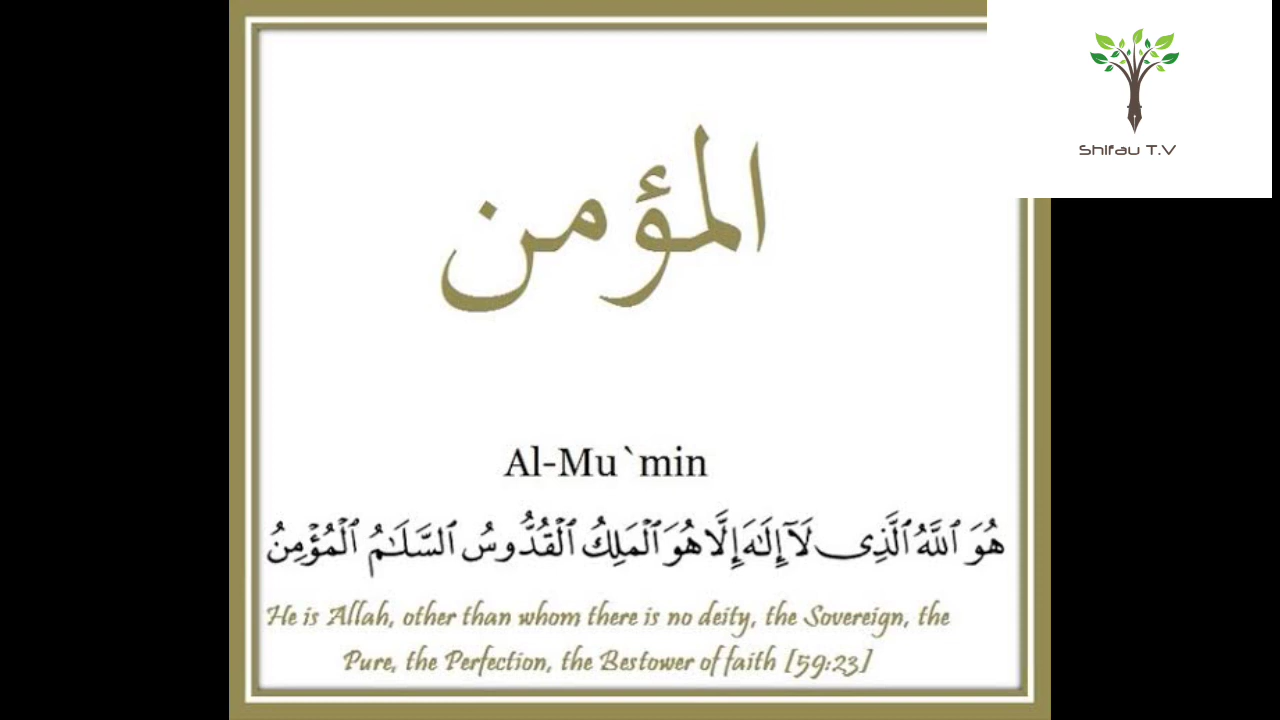 Shifau T.V
المؤمن
Al-Mu`min
هُوَ ٱللَّهُ ٱلَّذِى لَآ إِلَـٰهَ إِلَّا هُوَ ٱلْمَلِكُ ٱلْقُدُّوسُ ٱلسَّلَـٰمُ ٱلْمُؤْمِنُ
He is Allah, other than whom there is no deity, the Sovereign, the
Pure, the Perfection, the Bestower of faith [59:23]